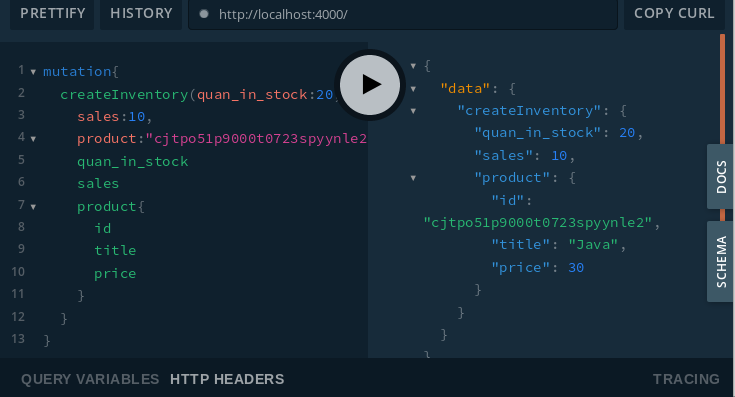 PRETTIFY HISTORY http://localhost:4000/ COPY CURL
1 mutation{
2 createInventory(quan_in_stock:20,
3 sales:10,
4 product:"cjtpo51p9000t0723spyynle2
5 quan_in_stock
6 sales
7 product{
8 id
9 title
10 price
11 }
12 }
13 }
{
"data": {
"createInventory": {
"quan_in_stock": 20,
"sales": 10,
"product": {
"id":
"cjtpo51p9000t0723spyynle2",
"title": "Java",
"price": 30
}
}
}
}
DOCS
SCHEMA
QUERY VARIABLES HTTP HEADERS TRACING